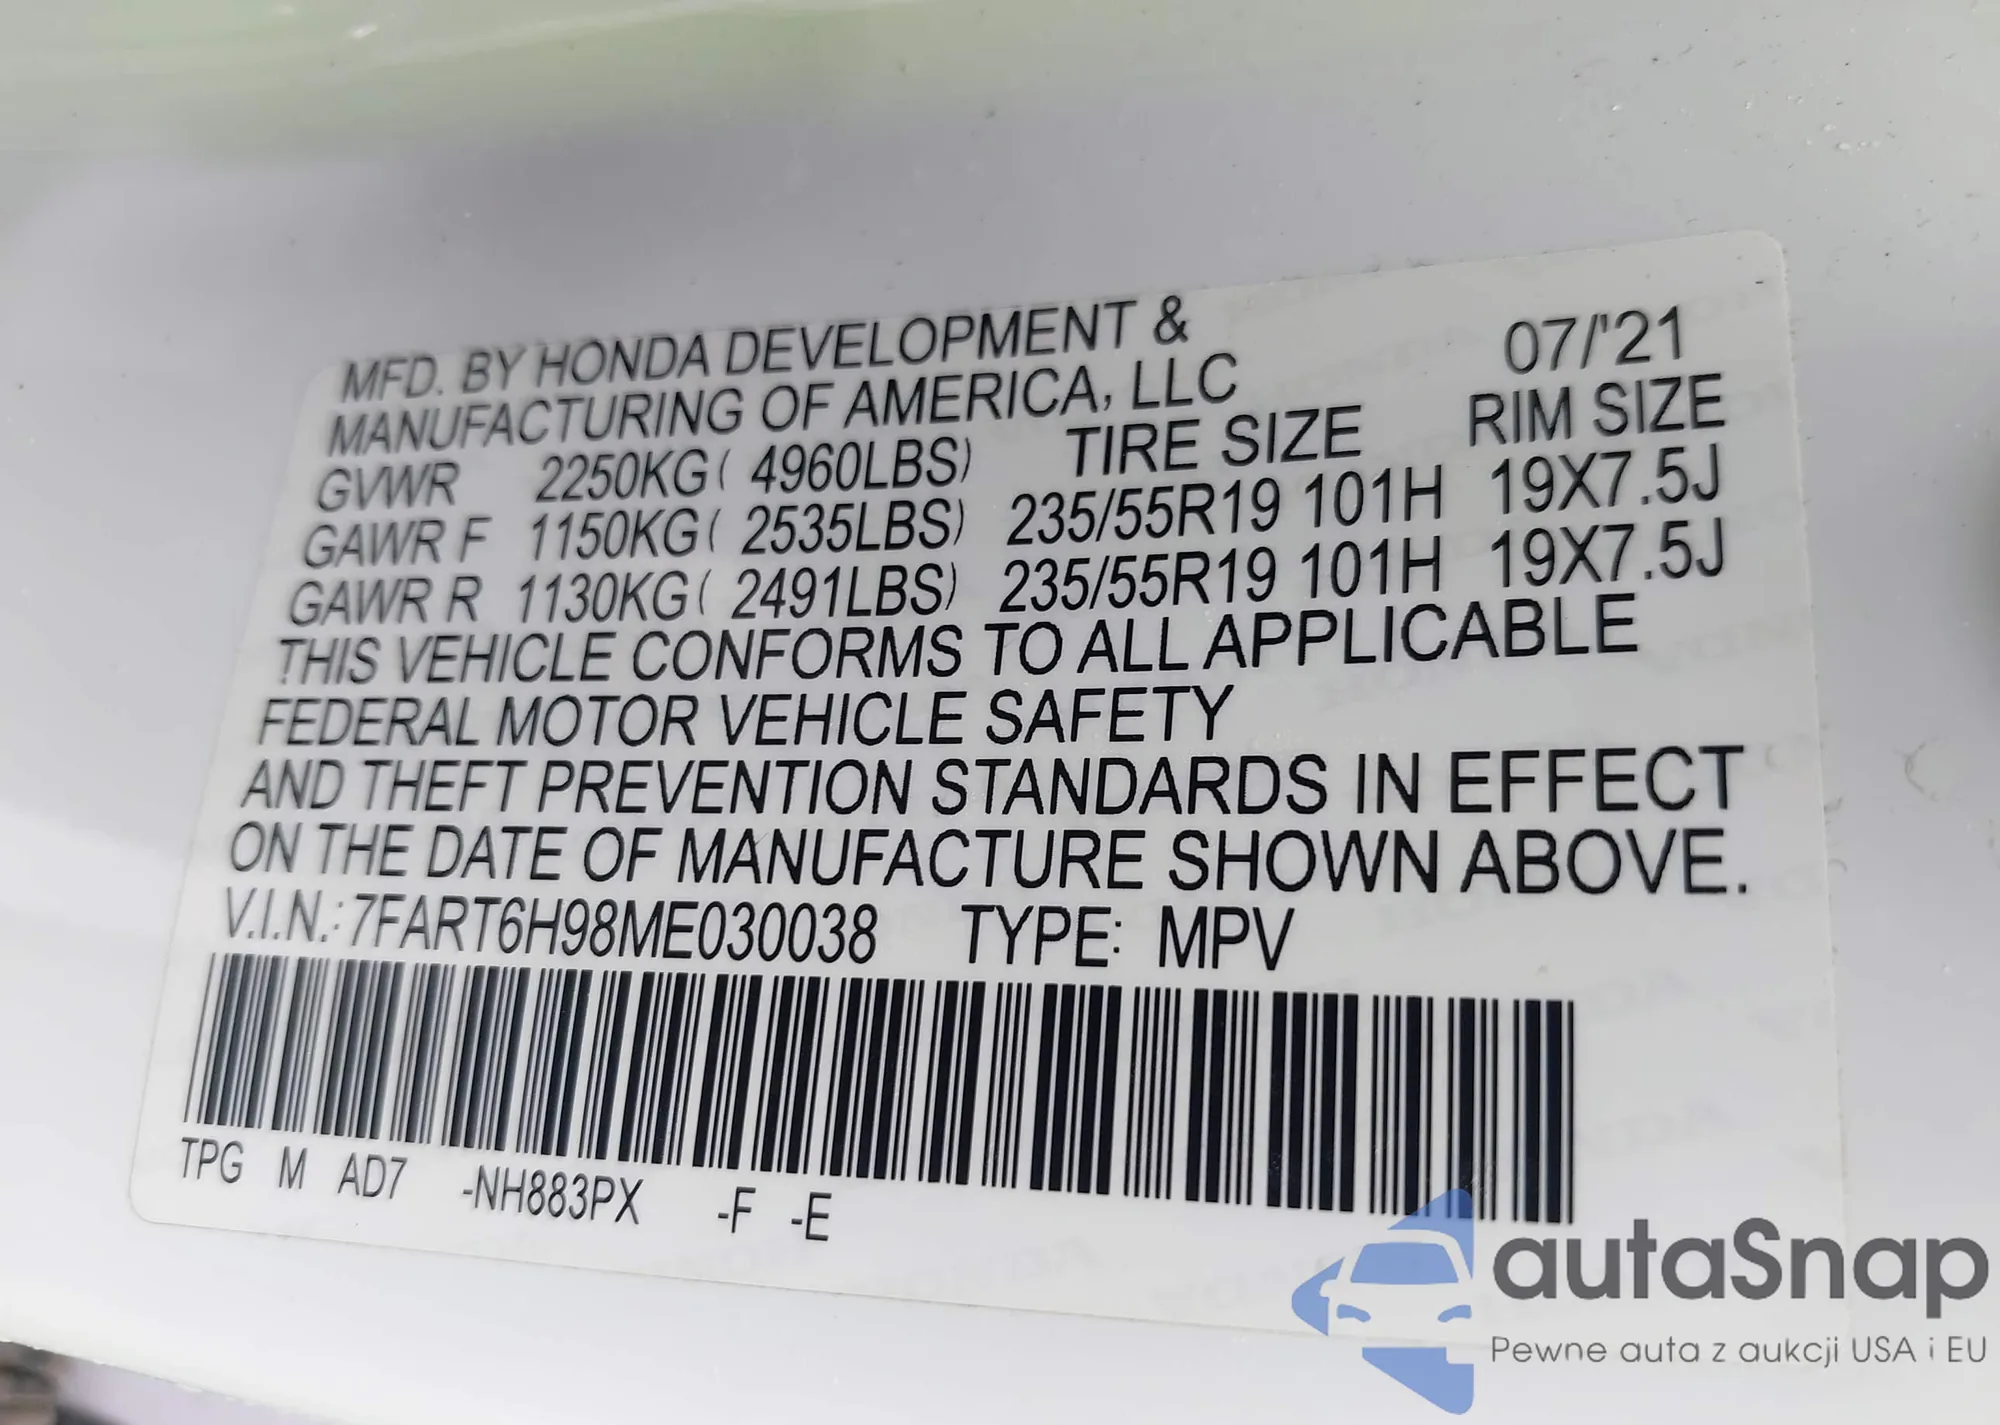 MFD. BY HONDA DEVELOPMENT & 07/'21
MANUFACTURING OF AMERICA, LLC
TIRE SIZE RIM SIZE
GVWR 2250KG( 4960LBS)
GAWR F 1150KG( 2535LBS) 235/55R19 101H 19X7.5J
GAWR R 1130KG( 2491LBS) 235/55R19 101H 19X7.5J
THIS VEHICLE CONFORMS TO ALL APPLICABLE
FEDERAL MOTOR VEHICLE SAFETY
AND THEFT PREVENTION STANDARDS IN EFFECT
ON THE DATE OF MANUFACTURE SHOWN ABOVE.
V.I.N.:7FART6H98ME030038 TYPE: MPV
TPG M AD7 -NH883PX -F -E
autaSnap
Pewne auta z aukcji USA i EU